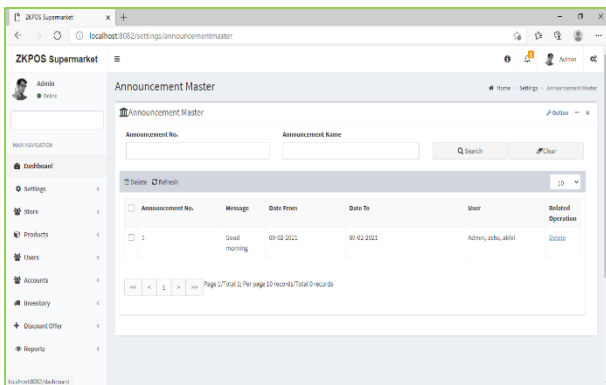 ZKPOS Supermarket
localhost:8082/settings/announcementmaster
ZKPOS Supermarket
Admin
Admin
Online
Announcement Master
Home
Settings
Announcement Master
Announcement Master
Option
Announcement No.
Announcement Name
Search
Clear
MAIN NAVIGATION
Dashboard
Settings
Store
Products
Users
Accounts
Inventory
Discount Offer
Reports
Delete Refresh
10
Announcement No. Message Date From Date To User Related Operation
1 Good morning 09-02-2021 09-02-2021 Delete
<< < 1 > >> Page 1/Total 1; Per page 10 records/Total 0 records
localhost:8082/dashboard